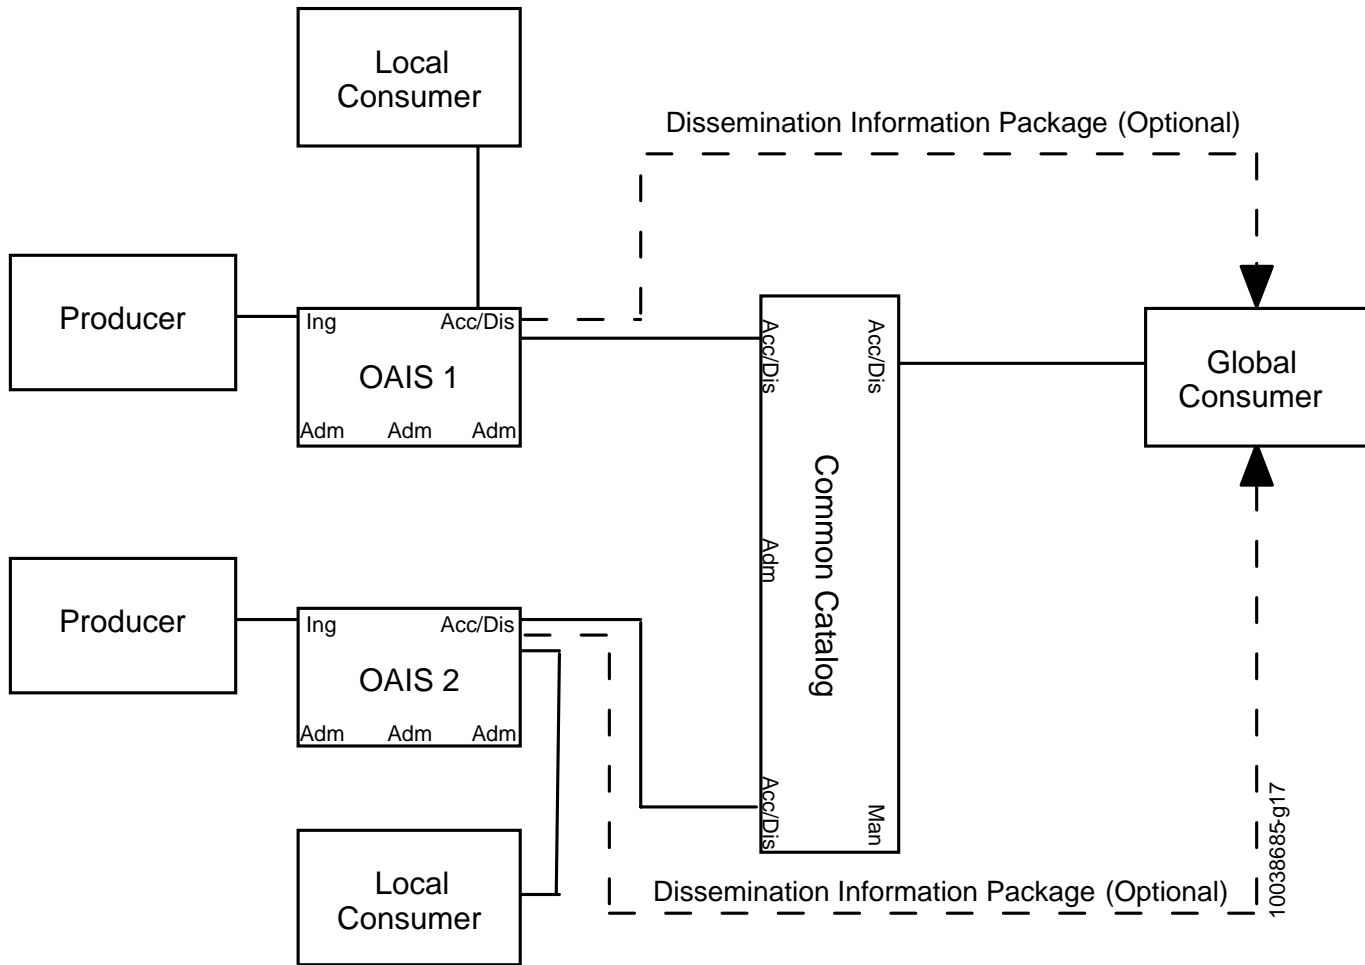 Local
Consumer
Dissemination Information Package (Optional)
Producer
Ing
Acc/Dis
OAIS 1
Adm
Adm
Adm
Acc/Dis
Acc/Dis
Global
Consumer
Common Catalog
Adm
Producer
Ing
Acc/Dis
OAIS 2
Adm
Adm
Adm
Acc/Dis
Man
Local
Consumer
Dissemination Information Package (Optional)
10038685-g17